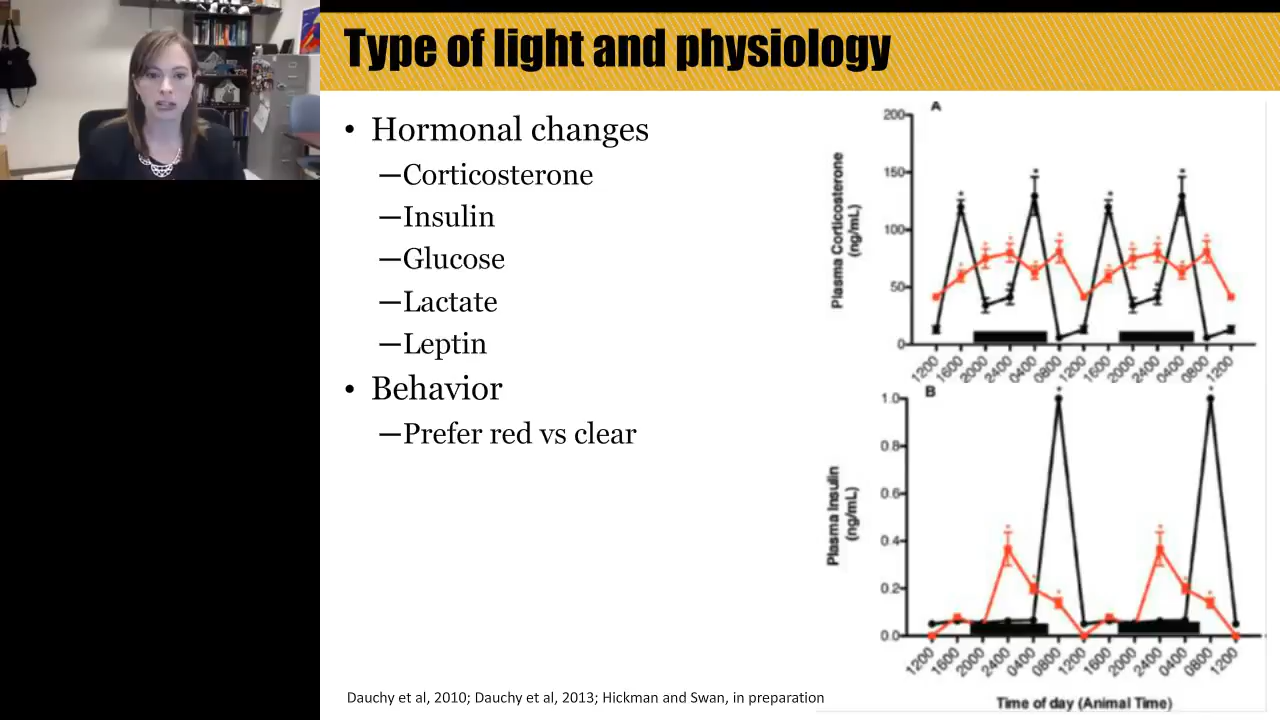 Type of light and physiology
• Hormonal changes
—Corticosterone
—Insulin
—Glucose
—Lactate
—Leptin
• Behavior
—Prefer red vs clear
A
Plasma Corticosterone
(ng/mL)
200
150
100
50
0
1200 1600 2000 2400 0400 0800 1200 1600 2000 2400 0400 0800 1200
B
Plasma Insulin
(ng/mL)
1.0
0.8
0.6
0.4
0.2
0.0
1200 1600 2000 2400 0400 0800 1200 1600 2000 2400 0400 0800 1200
Time of day (Animal Time)
Dauchy et al, 2010; Dauchy et al, 2013; Hickman and Swan, in preparation